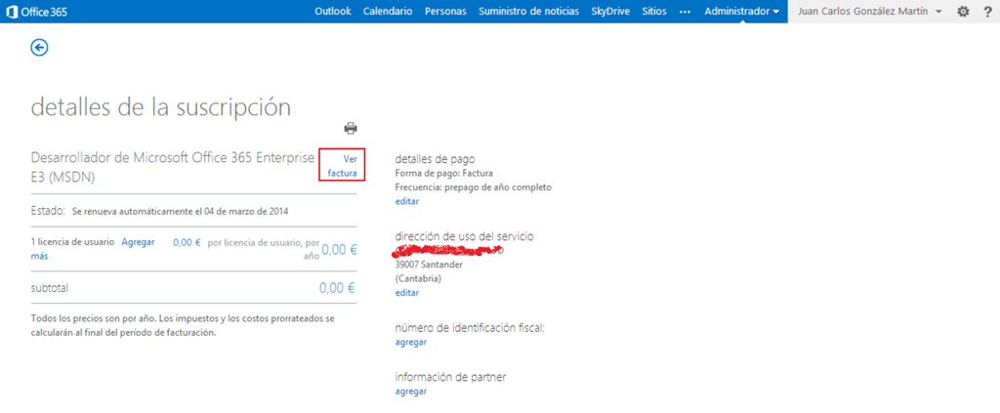 Office 365 Outlook Calendario Personas Suministro de noticias SkyDrive Sitios ••• Administrador Juan Carlos González Martín ?
detalles de la suscripción
Desarrollador de Microsoft Office 365 Enterprise
E3 (MSDN)
Ver
factura
Estado: Se renueva automáticamente el 04 de marzo de 2014
1 licencia de usuario Agregar
más
0,00 € por licencia de usuario, por
año
0,00 €
subtotal 0,00 €
Todos los precios son por año. Los impuestos y los costos prorrateados se
calcularán al final del período de facturación.
detalles de pago
Forma de pago: Factura
Frecuencia: prepago de año completo
editar
dirección de uso del servicio
39007 Santander
(Cantabria)
editar
número de identificación fiscal:
agregar
información de partner
agregar